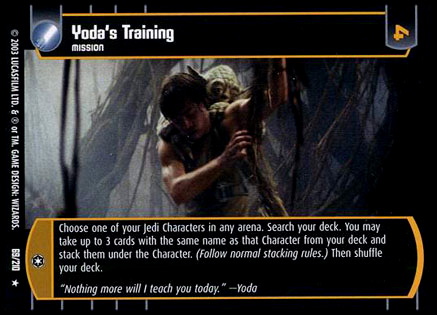 Yoda's Training
MISSION
4
Choose one of your Jedi Characters in any arena. Search your deck. You may
take up to 3 cards with the same name as that Character from your deck and
stack them under the Character. (Follow normal stacking rules.) Then shuffle
your deck.
"Nothing more will I teach you today." —Yoda
© 2003 LUCASFILM LTD. & ® or TM. GAME DESIGN: WIZARDS.
69/210